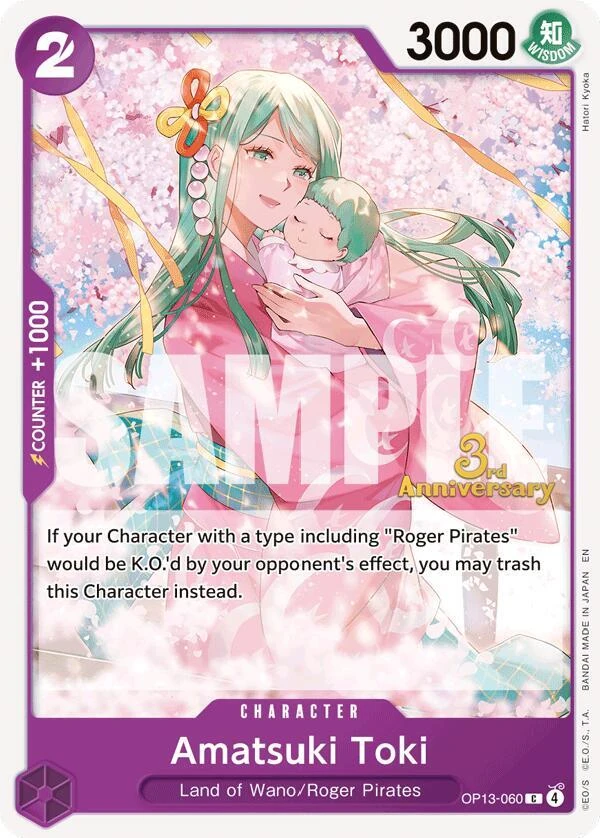 2
3000
知
WISDOM
Hatori Kyoka
COUNTER +1000
SAMPLE
3rd
Anniversary
If your Character with a type including "Roger Pirates"
would be K.O.'d by your opponent's effect, you may trash
this Character instead.
CHARACTER
Amatsuki Toki
Land of Wano/Roger Pirates
OP13-060 C 4
©E.O/S ©E.O./S., T.A. BANDAI MADE IN JAPAN EN